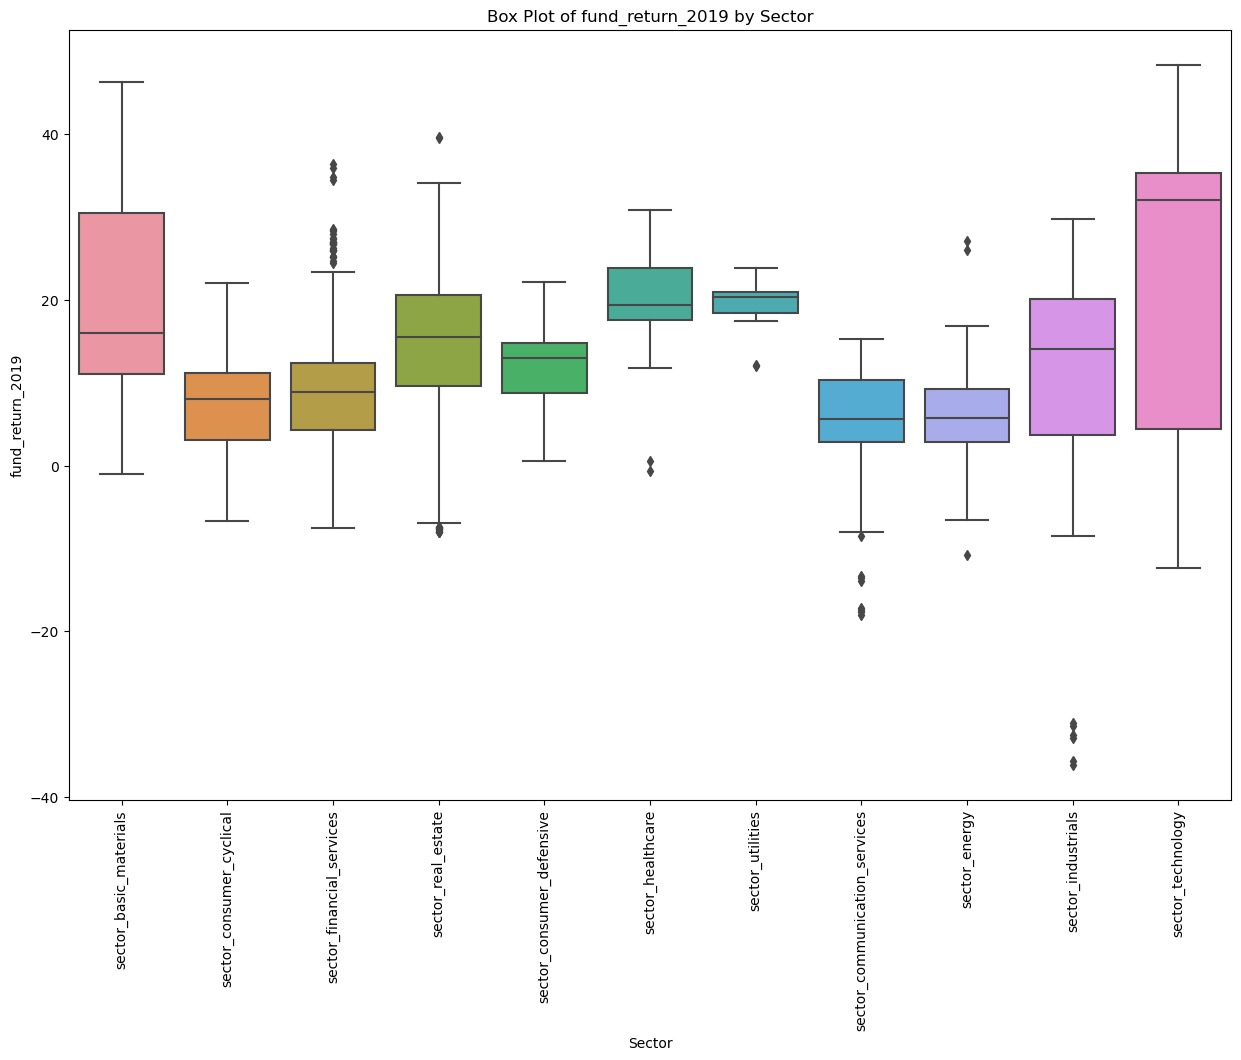 Box Plot of fund_return_2019 by Sector
fund_return_2019
40
20
0
−20
−40
sector_basic_materials
sector_consumer_cyclical
sector_financial_services
sector_real_estate
sector_consumer_defensive
sector_healthcare
sector_utilities
sector_communication_services
sector_energy
sector_industrials
sector_technology
Sector